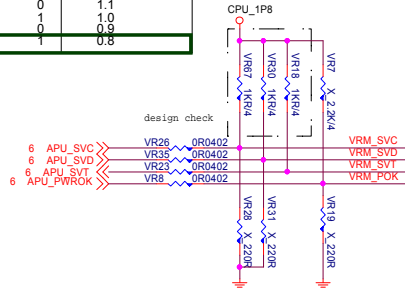 0 1.1
1 1.0
0 0.9
1 0.8
CPU_1P8
VR67 1KR/4
VR30 1KR/4
VR18 1KR/4
VR7 X_2.2K/4
design check
6 APU_SVC VR26 0R0402 VRM_SVC
6 APU_SVD VR35 0R0402 VRM_SVD
6 APU_SVT VR23 0R0402 VRM_SVT
6 APU_PWROK VR8 0R0402 VRM_POK
VR28 X_220R
VR31 X_220R
VR19 X_220R